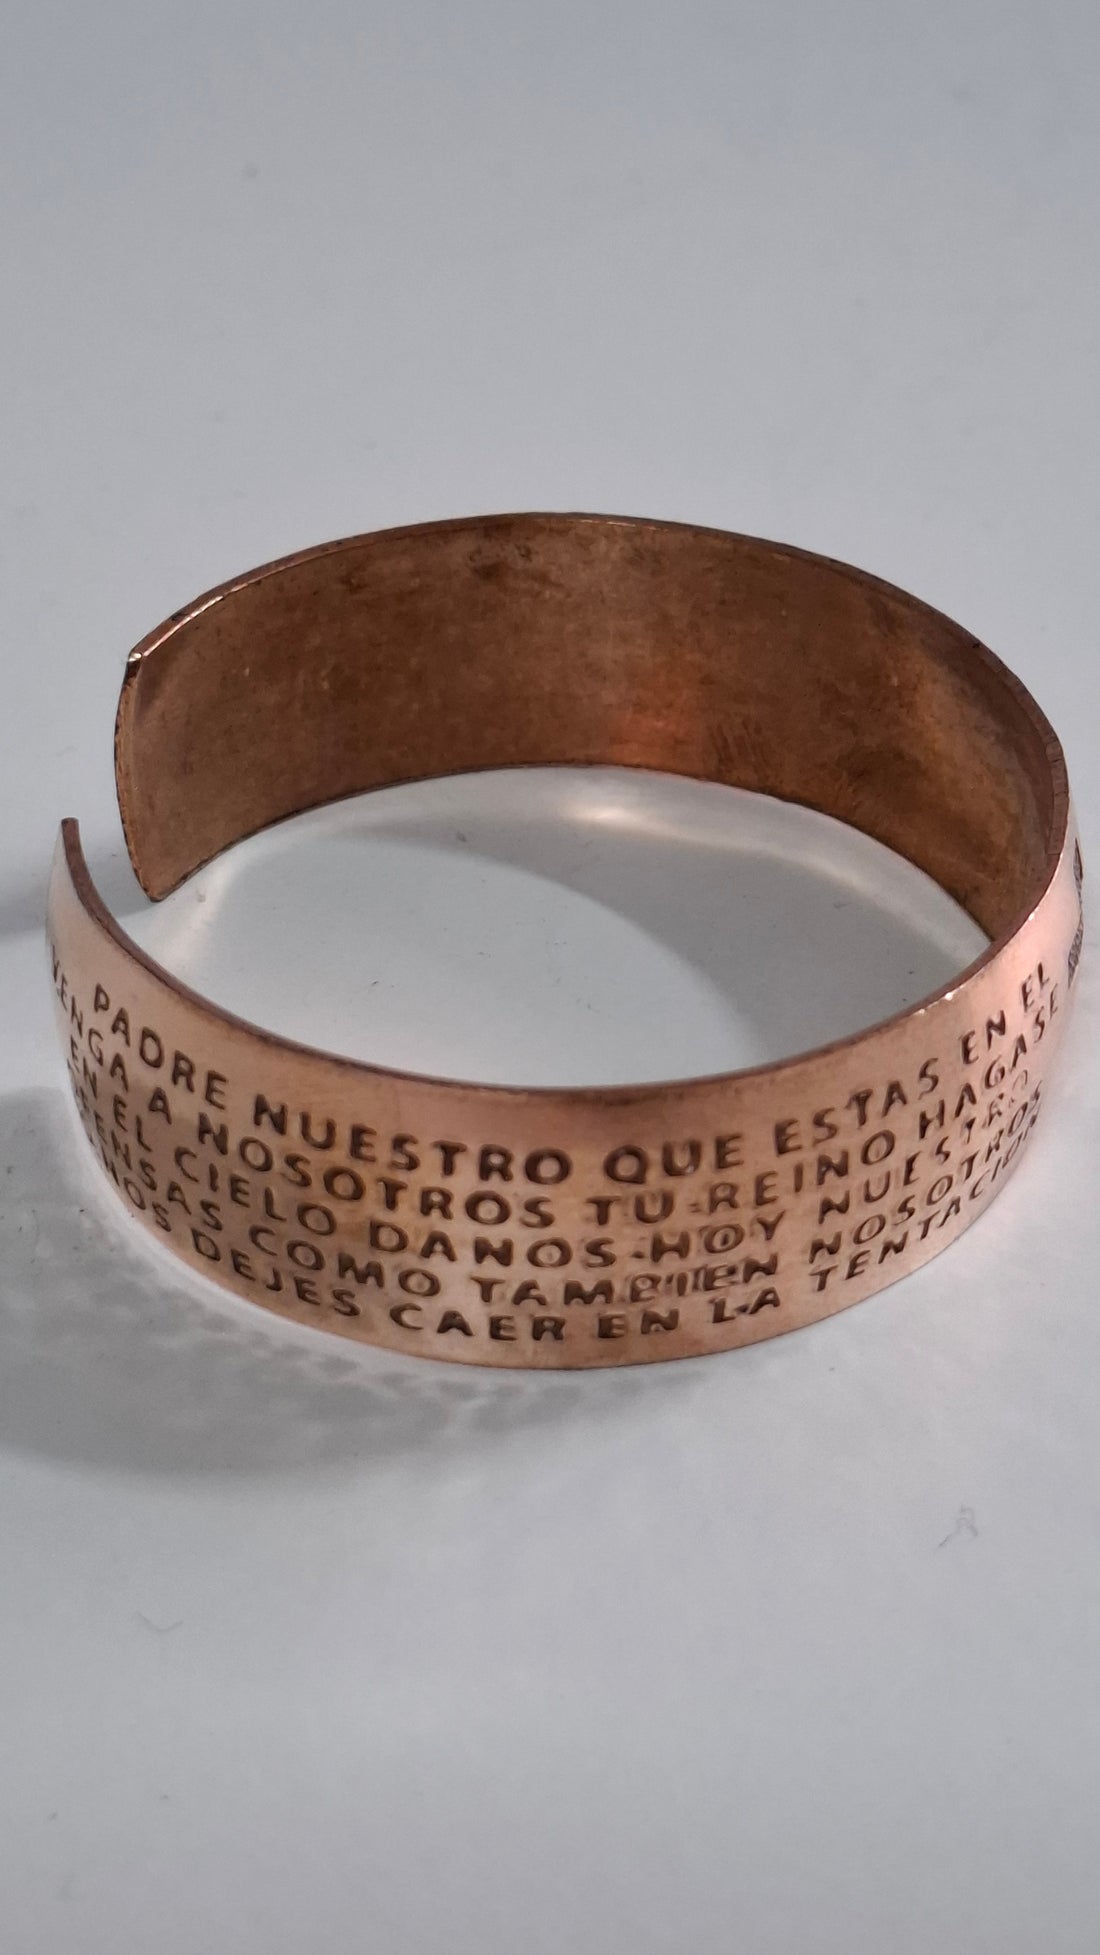 PADRE NUESTRO QUE ESTAS EN EL
VENGA A NOSOTROS TU REINO HAGASE
EN EL CIELO DANOS HOY NUESTRO
OFENSAS COMO TAMBIEN NOSOTROS
NOS DEJES CAER EN LA TENTACION